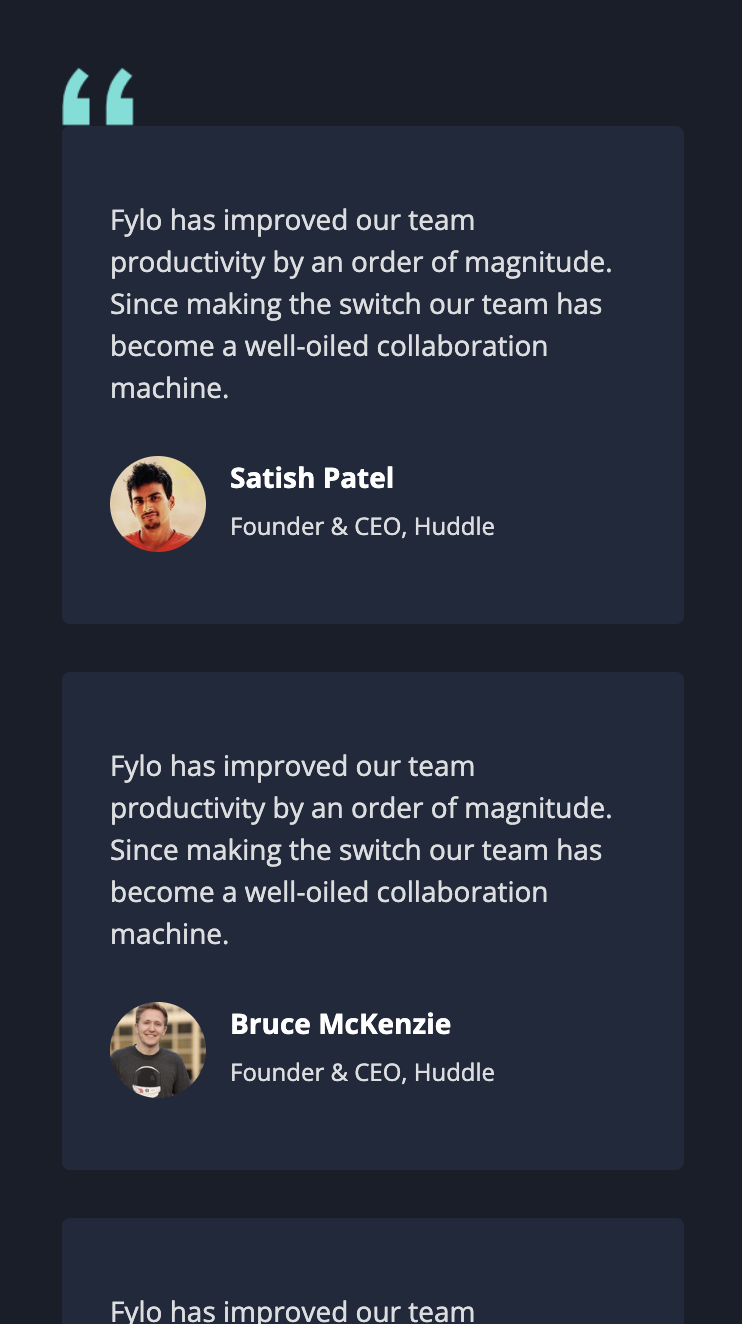 Fylo has improved our team
productivity by an order of magnitude.
Since making the switch our team has
become a well-oiled collaboration
machine.
Satish Patel
Founder & CEO, Huddle
Fylo has improved our team
productivity by an order of magnitude.
Since making the switch our team has
become a well-oiled collaboration
machine.
Bruce McKenzie
Founder & CEO, Huddle
Fylo has improved our team